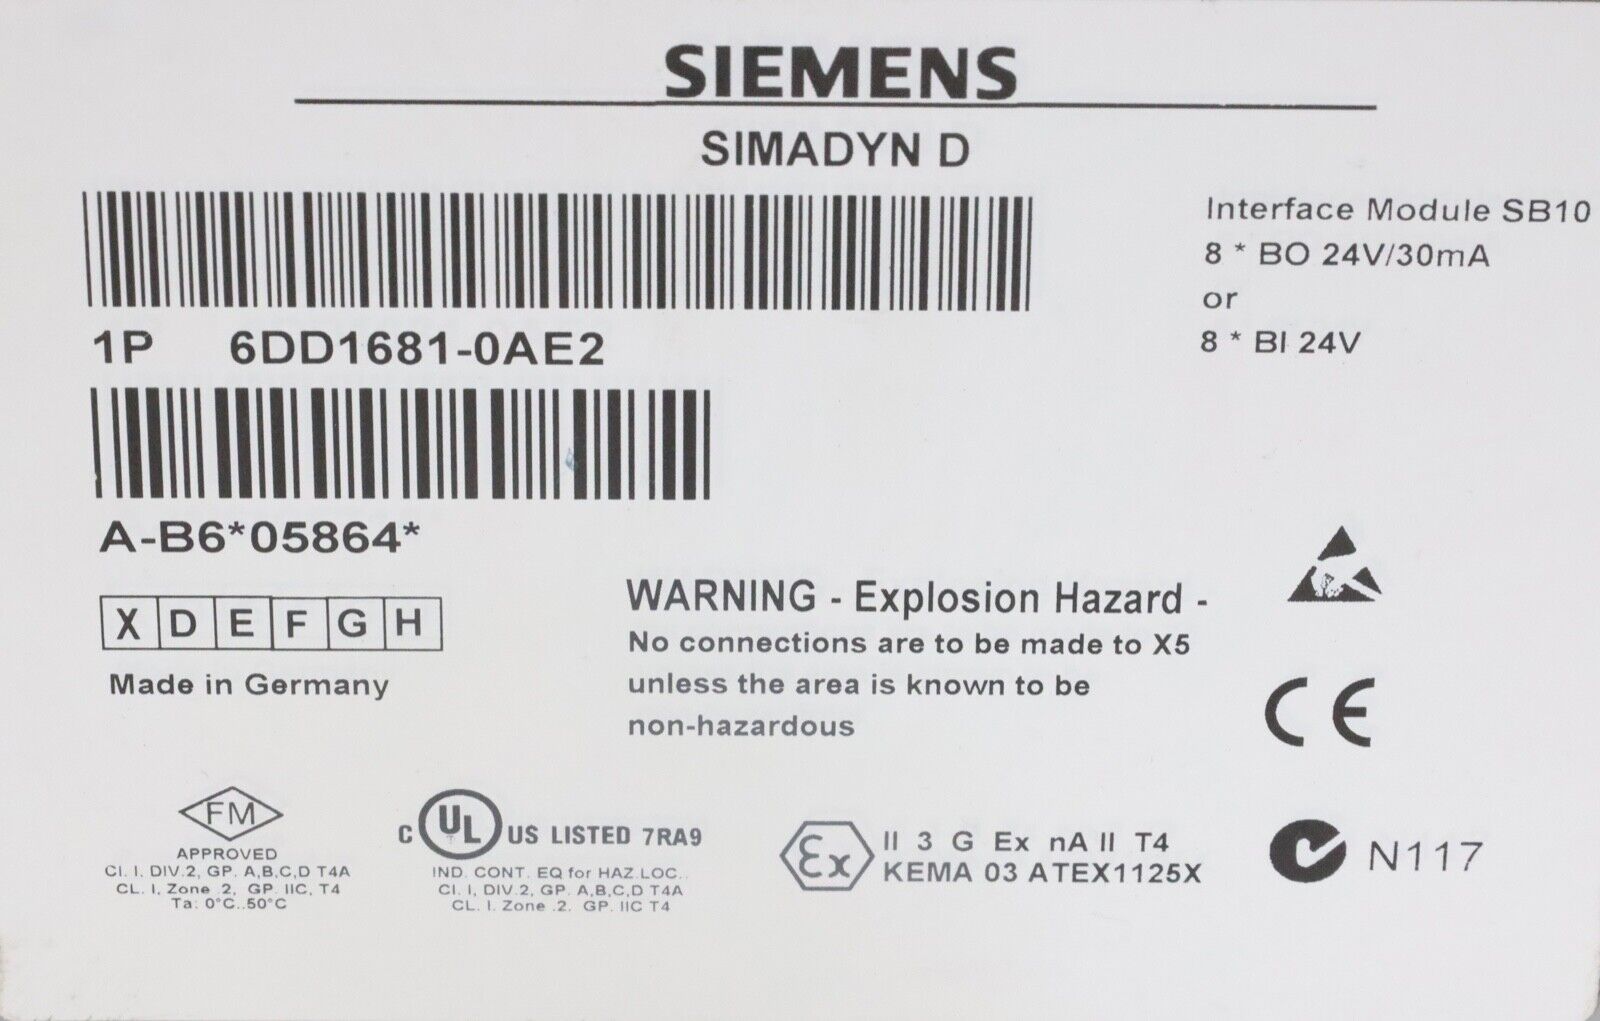 SIEMENS
SIMADYN D
Interface Module SB10
8 * BO 24V/30mA
or
8 * BI 24V
1P 6DD1681-0AE2
A-B6*05864*
X D E F G H
Made in Germany
WARNING - Explosion Hazard -
No connections are to be made to X5
unless the area is known to be
non-hazardous
CE
FM
APPROVED
Cl. I, DIV.2, GP. A,B,C,D T4A
CL. I, Zone .2, GP. IIC, T4
Ta: 0°C..50°C
C UL US LISTED 7RA9
IND. CONT. EQ for HAZ.LOC..
Cl. I, DIV.2, GP. A,B,C,D T4A
CL. I. Zone .2. GP. IIC T4
Ex II 3 G Ex nA II T4
KEMA 03 ATEX1125X
N117